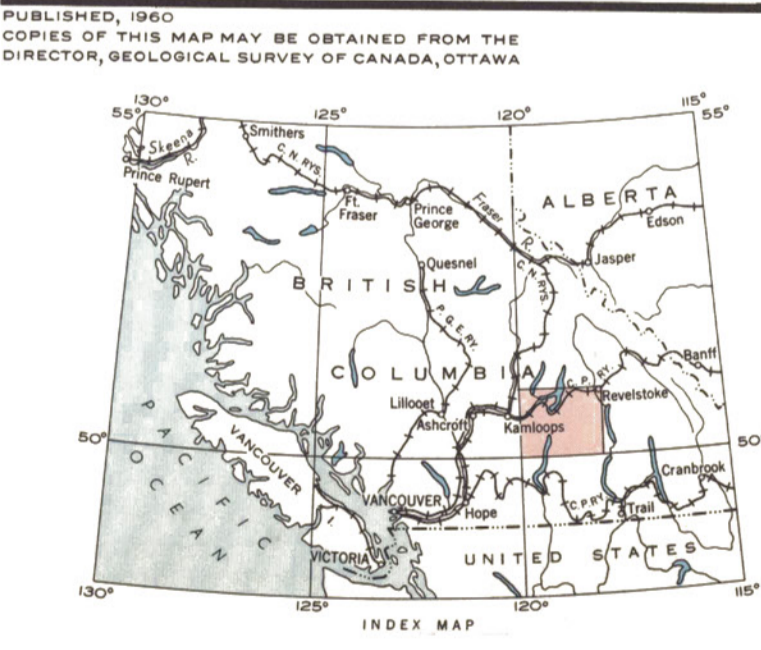 PUBLISHED, 1960
COPIES OF THIS MAP MAY BE OBTAINED FROM THE
DIRECTOR, GEOLOGICAL SURVEY OF CANADA, OTTAWA
130°
125°
120°
115°
55°
55°
Skeena
R.
Prince Rupert
Smithers
C. N. RYS.
Ft.
Fraser
Prince
George
Fraser
R.
ALBERTA
Edson
Jasper
Quesnel
C. N. RYS.
BRITISH
P. G. E. RY.
COLUMBIA
C. P. RY.
Banff
Lillooet
Revelstoke
Ashcroft
Kamloops
50°
50°
PACIFIC
OCEAN
VANCOUVER
I.
Cranbrook
VANCOUVER
Hope
C. P. RY.
Trail
VICTORIA
UNITED STATES
130°
125°
120°
115°
INDEX MAP